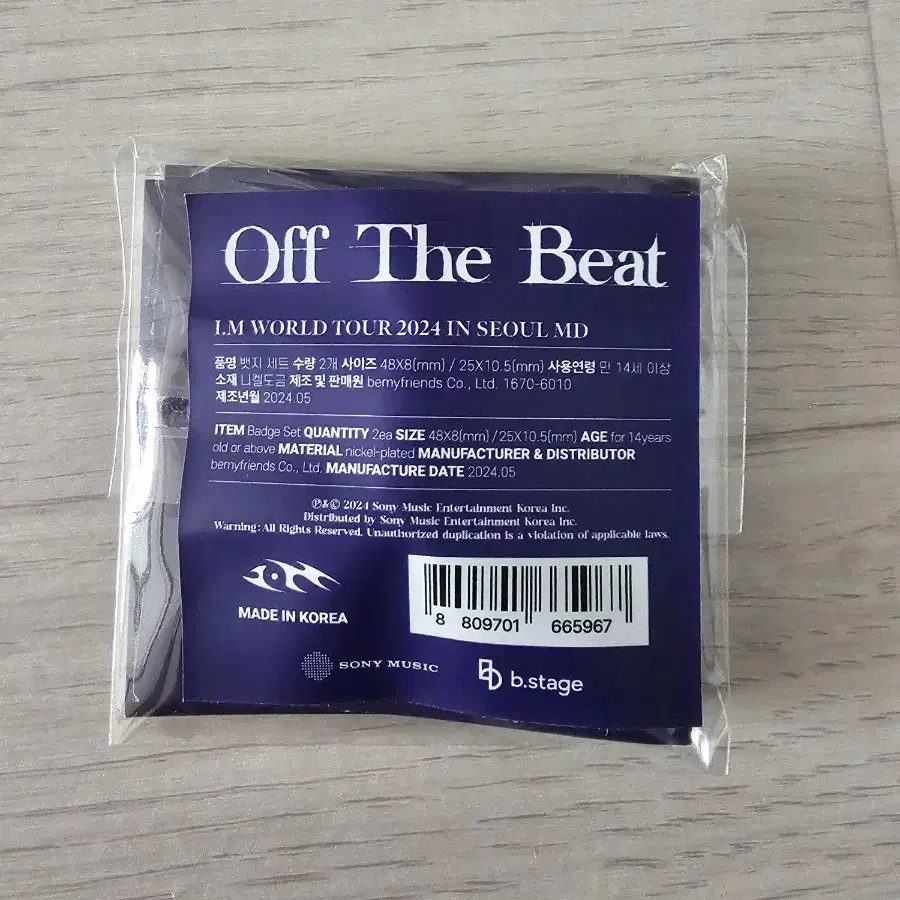 Off The Beat
I.M WORLD TOUR 2024 IN SEOUL MD
품명 뱃지 세트 수량 2개 사이즈 48X8(mm) / 25X10.5(mm) 사용연령 만 14세 이상
소재 니켈도금 제조 및 판매원 bemyfriends Co., Ltd. 1670-6010
제조년월 2024.05
ITEM Badge Set QUANTITY 2ea SIZE 48X8(mm) / 25X10.5(mm) AGE for 14years
old or above MATERIAL nickel-plated MANUFACTURER & DISTRIBUTOR
bemyfriends Co., Ltd. MANUFACTURE DATE 2024.05
℗&© 2024 Sony Music Entertainment Korea Inc.
Distributed by Sony Music Entertainment Korea Inc.
Warning: All Rights Reserved. Unauthorized duplication is a violation of applicable laws.
MADE IN KOREA
8 809701 665967
SONY MUSIC
b.stage